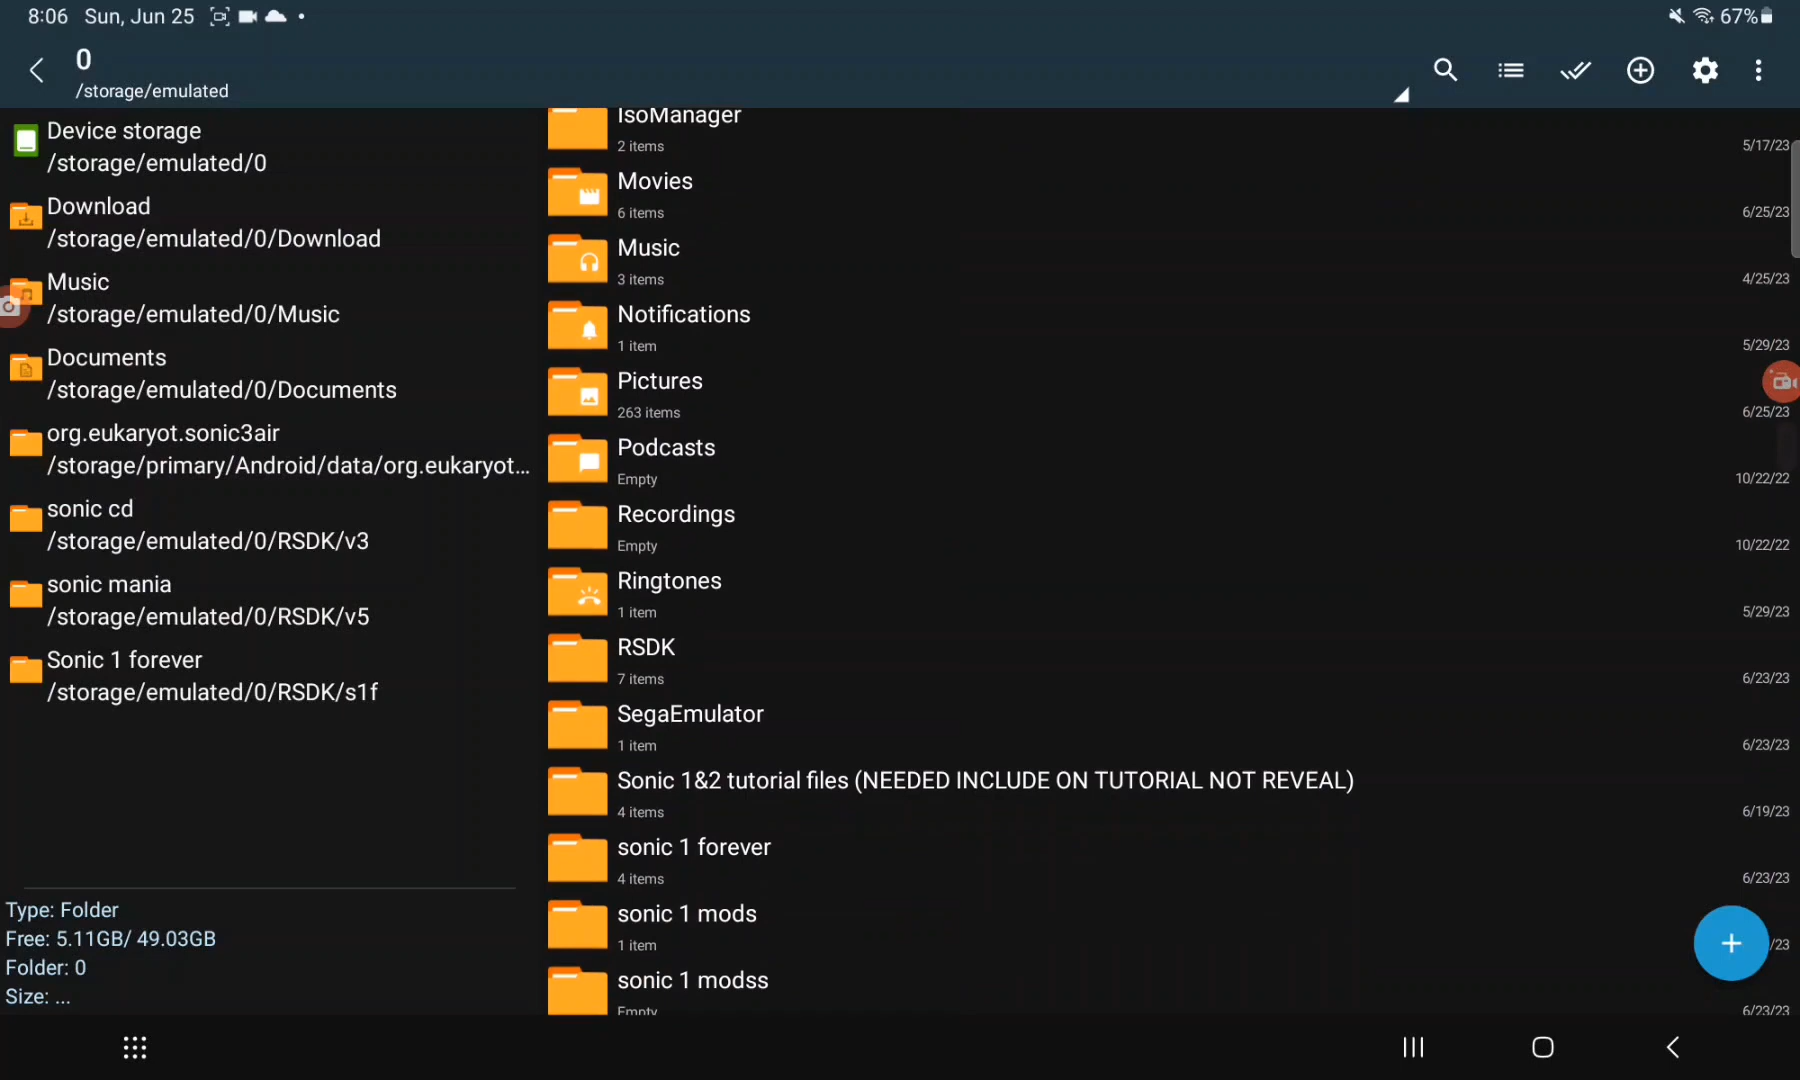 8:06 Sun, Jun 25
67%
0
/storage/emulated
Device storage
/storage/emulated/0
Download
/storage/emulated/0/Download
Music
/storage/emulated/0/Music
Documents
/storage/emulated/0/Documents
org.eukaryot.sonic3air
/storage/primary/Android/data/org.eukaryot...
sonic cd
/storage/emulated/0/RSDK/v3
sonic mania
/storage/emulated/0/RSDK/v5
Sonic 1 forever
/storage/emulated/0/RSDK/s1f
Type: Folder
Free: 5.11GB/ 49.03GB
Folder: 0
Size: ...
IsoManager
2 items
5/17/23
Movies
6 items
6/25/23
Music
3 items
4/25/23
Notifications
1 item
5/29/23
Pictures
263 items
6/25/23
Podcasts
Empty
10/22/22
Recordings
Empty
10/22/22
Ringtones
1 item
5/29/23
RSDK
7 items
6/23/23
SegaEmulator
1 item
6/23/23
Sonic 1&2 tutorial files (NEEDED INCLUDE ON TUTORIAL NOT REVEAL)
4 items
6/19/23
sonic 1 forever
4 items
6/23/23
sonic 1 mods
1 item
/23
sonic 1 modss
Empty
6/23/23